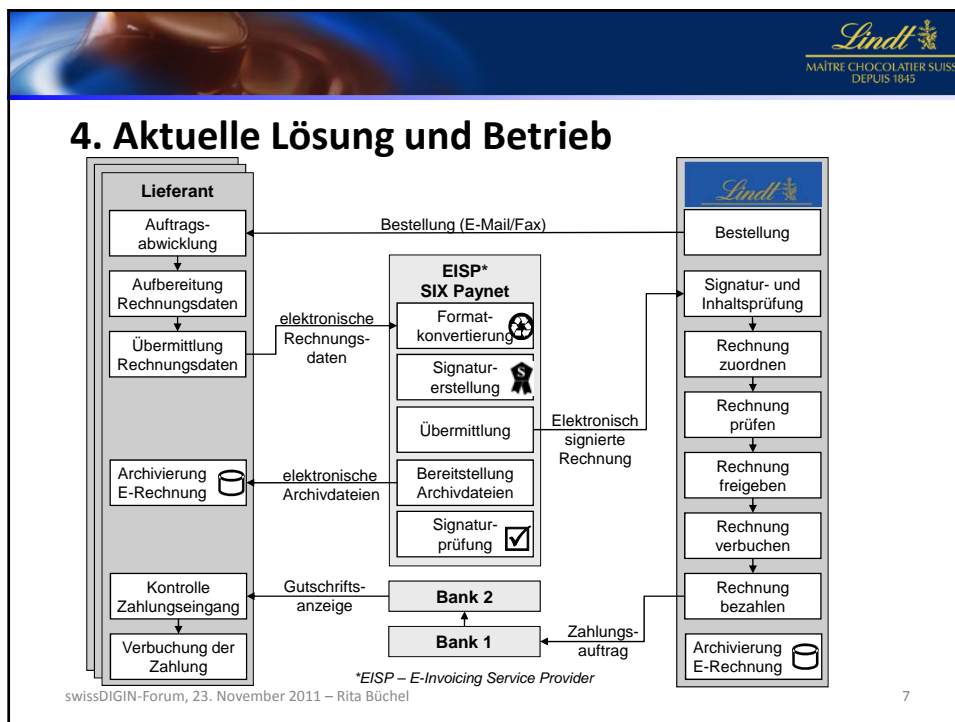 Lindt
MAÎTRE CHOCOLATIER SUISS
DEPUIS 1845
4. Aktuelle Lösung und Betrieb
Lieferant
Auftrags-
abwicklung
Aufbereitung
Rechnungsdaten
Übermittlung
Rechnungsdaten
Archivierung
E-Rechnung
Kontrolle
Zahlungseingang
Verbuchung der
Zahlung
Bestellung (E-Mail/Fax)
elektronische
Rechnungs-
daten
elektronische
Archivdateien
Gutschrifts-
anzeige
EISP*
SIX Paynet
Format-
konvertierung
Signatur-
erstellung
S
Übermittlung
Bereitstellung
Archivdateien
Signatur-
prüfung
Bank 2
Bank 1
Elektronisch
signierte
Rechnung
Zahlungs-
auftrag
Lindt
Bestellung
Signatur- und
Inhaltsprüfung
Rechnung
zuordnen
Rechnung
prüfen
Rechnung
freigeben
Rechnung
verbuchen
Rechnung
bezahlen
Archivierung
E-Rechnung
*EISP – E-Invoicing Service Provider
swissDIGIN-Forum, 23. November 2011 – Rita Büchel
7